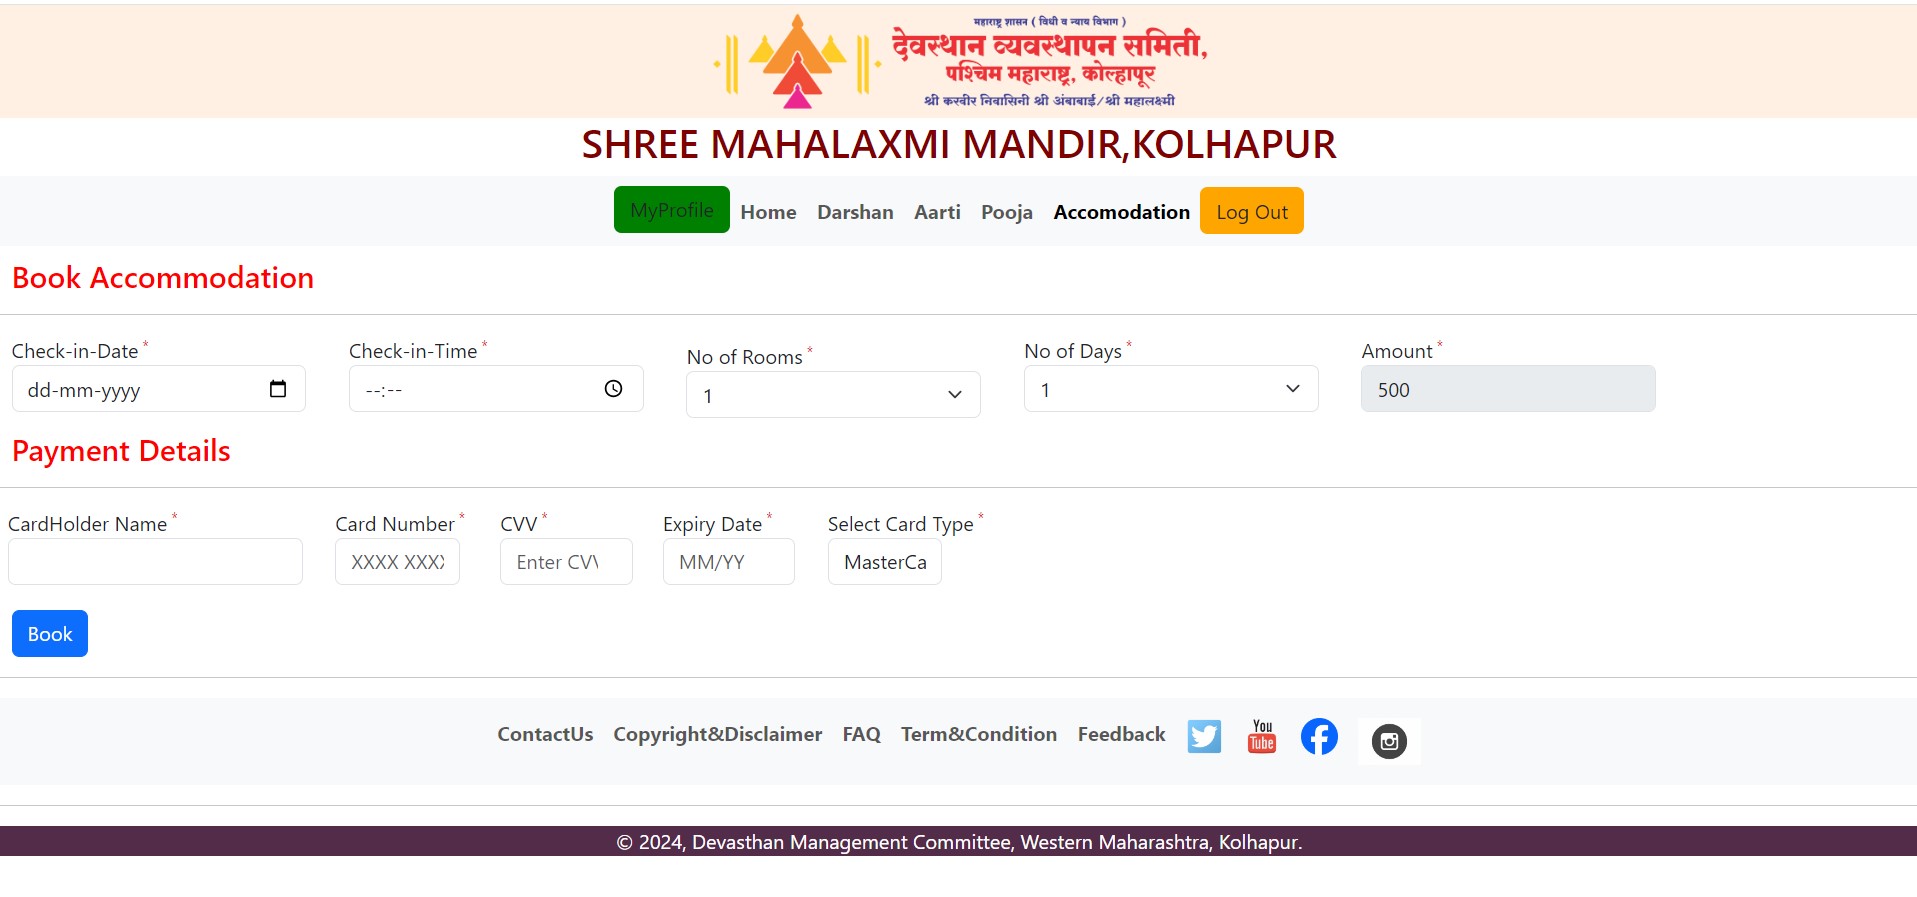 महाराष्ट्र शासन ( विधी व न्याय विभाग )
देवस्थान व्यवस्थापन समिती,
पश्चिम महाराष्ट्र, कोल्हापूर
श्री करवीर निवासिनी श्री अंबाबाई/श्री महालक्ष्मी
SHREE MAHALAXMI MANDIR,KOLHAPUR
MyProfile Home Darshan Aarti Pooja Accomodation Log Out
Book Accommodation
Check-in-Date * Check-in-Time * No of Rooms * No of Days * Amount *
dd-mm-yyyy --:-- 1 1 500
Payment Details
CardHolder Name * Card Number * CVV * Expiry Date * Select Card Type *
XXXX XXXX Enter CVV MM/YY MasterCa
Book
ContactUs Copyright&Disclaimer FAQ Term&Condition Feedback You Tube
© 2024, Devasthan Management Committee, Western Maharashtra, Kolhapur.